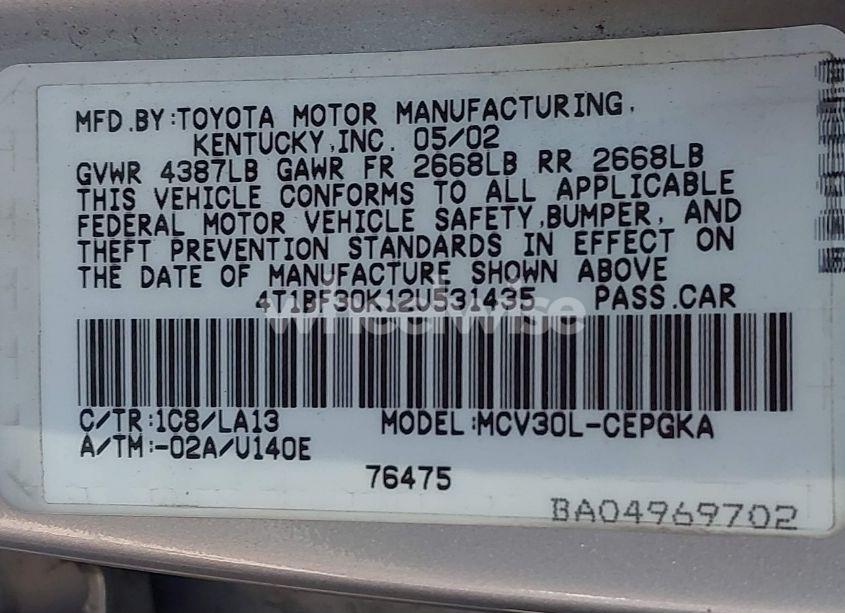 MFD.BY:TOYOTA MOTOR MANUFACTURING,
KENTUCKY,INC. 05/02
GVWR 4387LB GAWR FR 2668LB RR 2668LB
THIS VEHICLE CONFORMS TO ALL APPLICABLE
FEDERAL MOTOR VEHICLE SAFETY,BUMPER, AND
THEFT PREVENTION STANDARDS IN EFFECT ON
THE DATE OF MANUFACTURE SHOWN ABOVE
4T1BF30K12U531435 PASS.CAR
wheelwise
C/TR:1C8/LA13 MODEL:MCV30L-CEPGKA
A/TM:-02A/U140E
76475
BA04969702